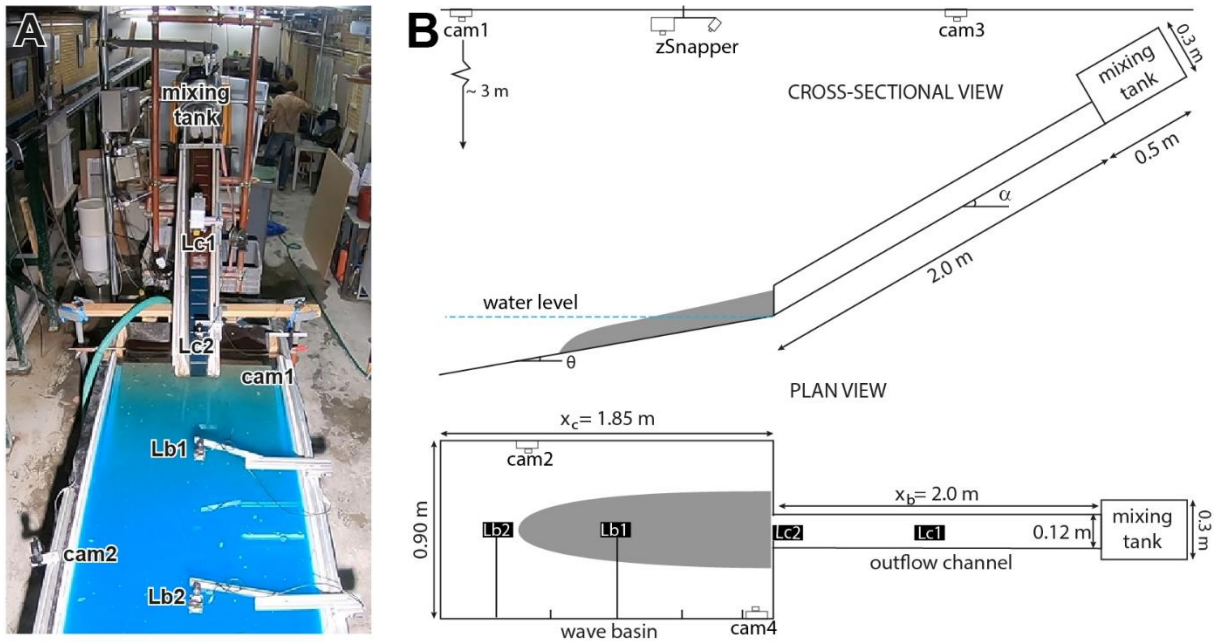 A
mixing
tank
Lc1
Lc2
cam1
Lb1
cam2
Lb2
B
cam1
zSnapper
cam3
~ 3 m
CROSS-SECTIONAL VIEW
mixing
tank
0.3 m
0.5 m
α
2.0 m
water level
θ
PLAN VIEW
x_c= 1.85 m
cam2
0.90 m
Lb2
Lb1
x_b= 2.0 m
Lc2
Lc1
0.12 m
mixing
tank
0.3 m
outflow channel
cam4
wave basin